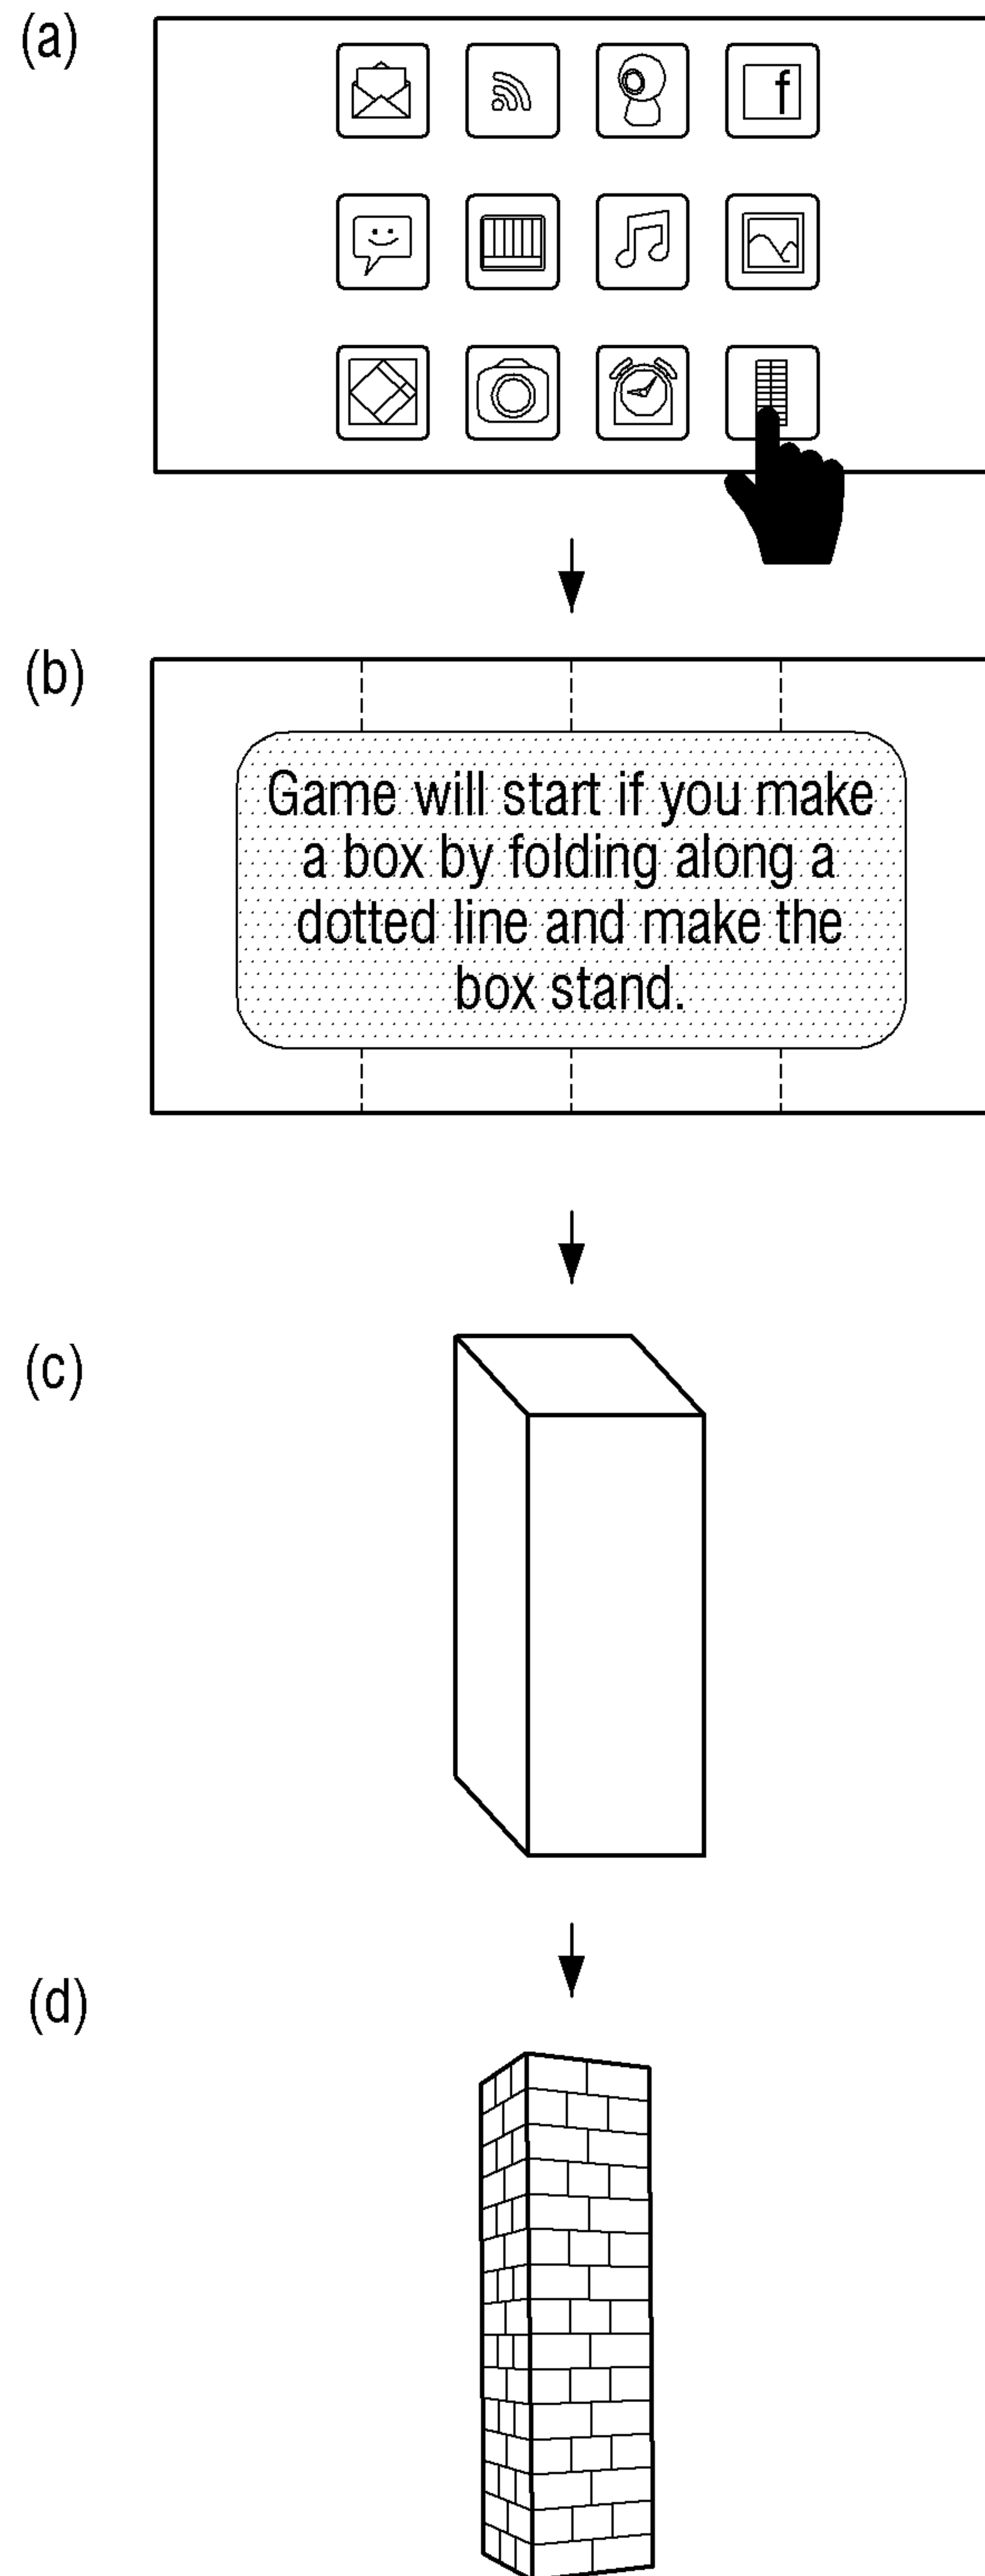 (a)
f
(b)
Game will start if you make
a box by folding along a
dotted line and make the
box stand.
(c)
(d)